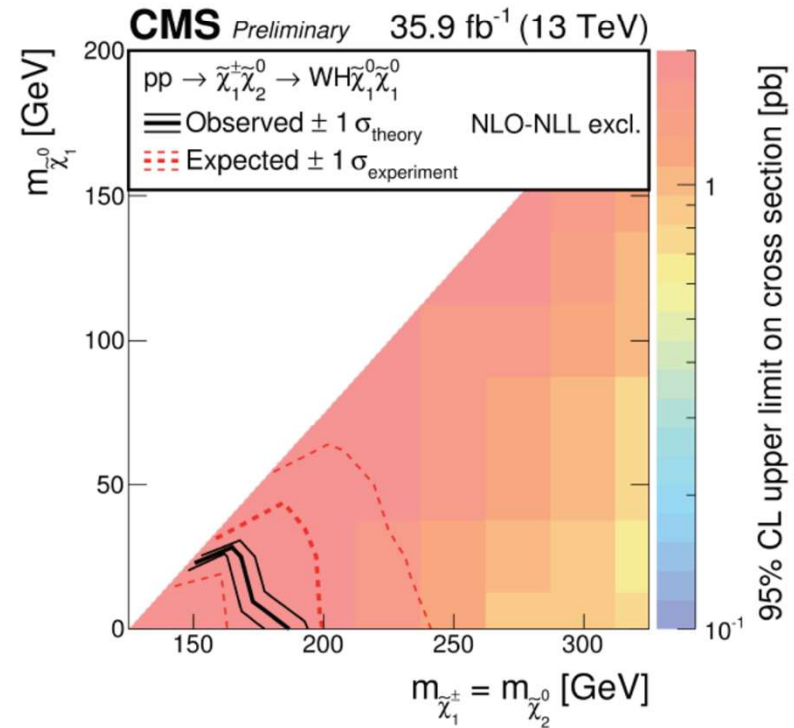 CMS Preliminary 35.9 fb⁻¹ (13 TeV)
pp → χ̃₁±χ̃₂⁰ → WHχ̃₁⁰χ̃₁⁰
Observed ± 1 σtheory NLO-NLL excl.
Expected ± 1 σexperiment
mχ̃₁⁰ [GeV]
200
150
100
50
0
150 200 250 300
mχ̃₁± = mχ̃₂⁰ [GeV]
1
10⁻¹
95% CL upper limit on cross section [pb]